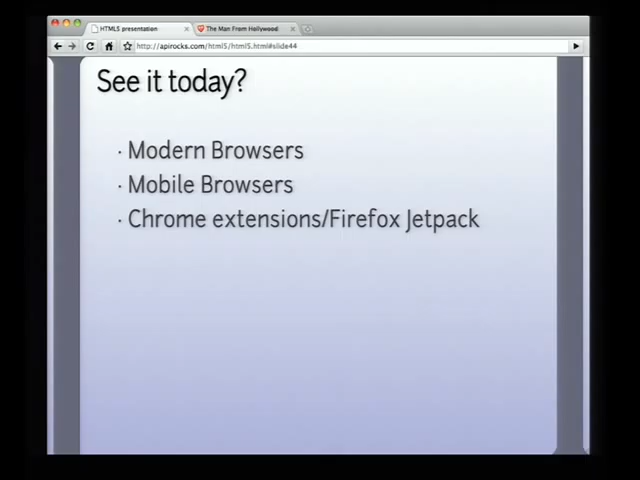 HTML5 presentation
The Man From Hollywood
http://apirocks.com/html5/html5.html#slide44
See it today?
· Modern Browsers
· Mobile Browsers
· Chrome extensions/Firefox Jetpack